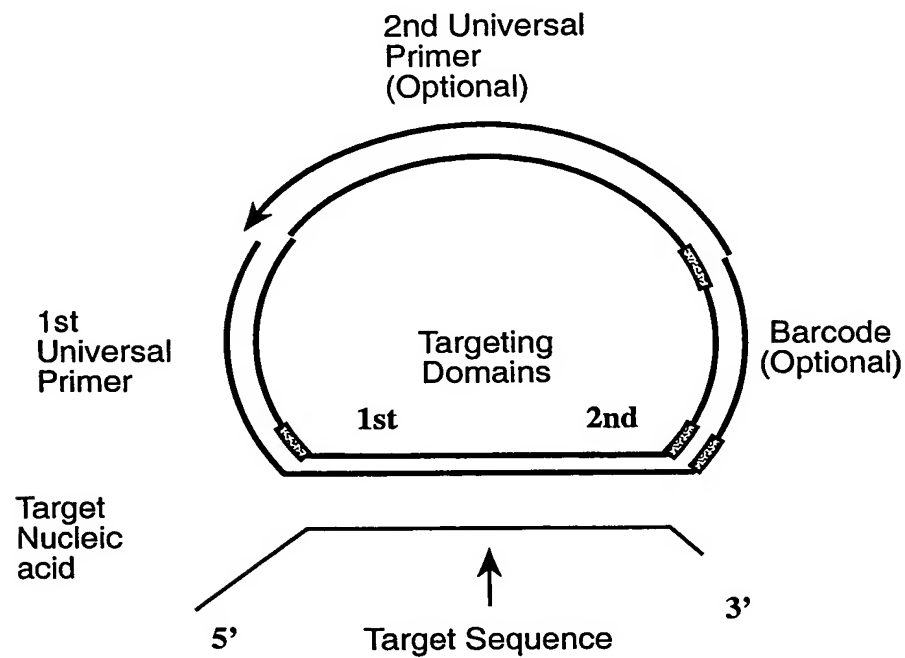 2nd Universal
Primer
(Optional)
1st
Universal
Primer
Targeting
Domains
Barcode
(Optional)
1st
2nd
Target
Nucleic
acid
5’
3’
Target Sequence